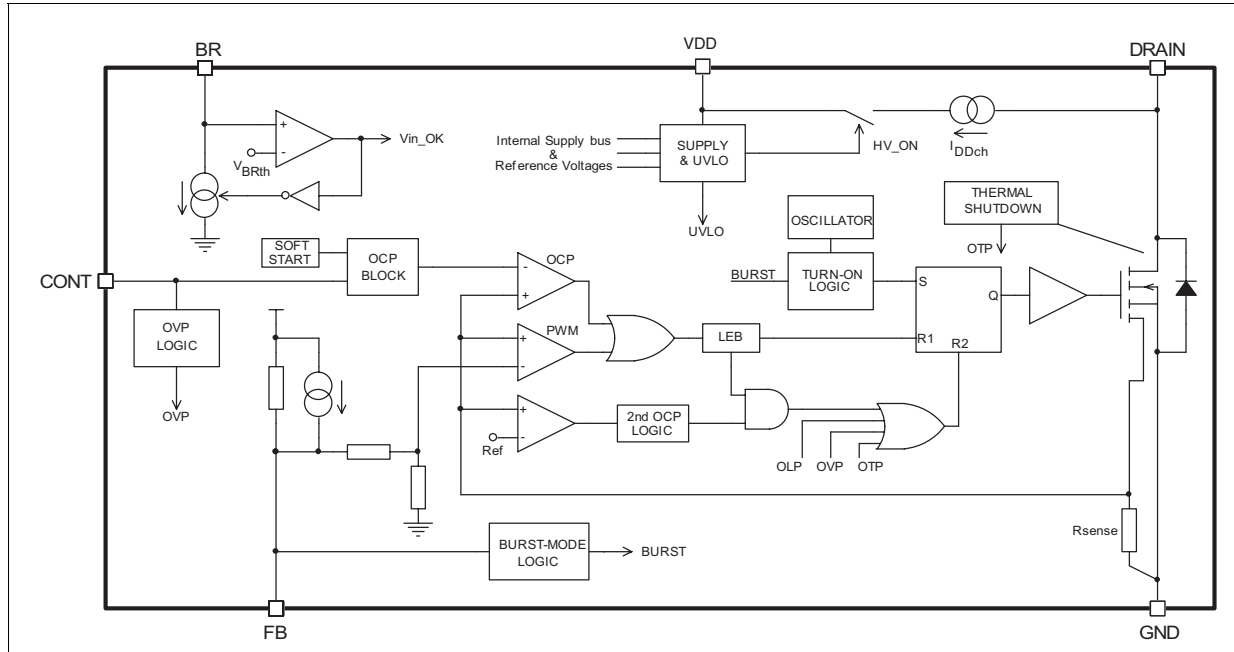 BR
VDD
DRAIN
+
-
Vin_OK
VBRth
Internal Supply bus
&
Reference Voltages
SUPPLY
& UVLO
HV_ON
IDDch
UVLO
THERMAL
SHUTDOWN
OSCILLATOR
OTP
SOFT
START
OCP
BLOCK
CONT
OVP
LOGIC
OVP
-
OCP
+
BURST
TURN-ON
LOGIC
S
Q
R1
R2
+
PWM
-
LEB
+
-
Ref
2nd OCP
LOGIC
OLP
OVP
OTP
Rsense
BURST-MODE
LOGIC
BURST
FB
GND